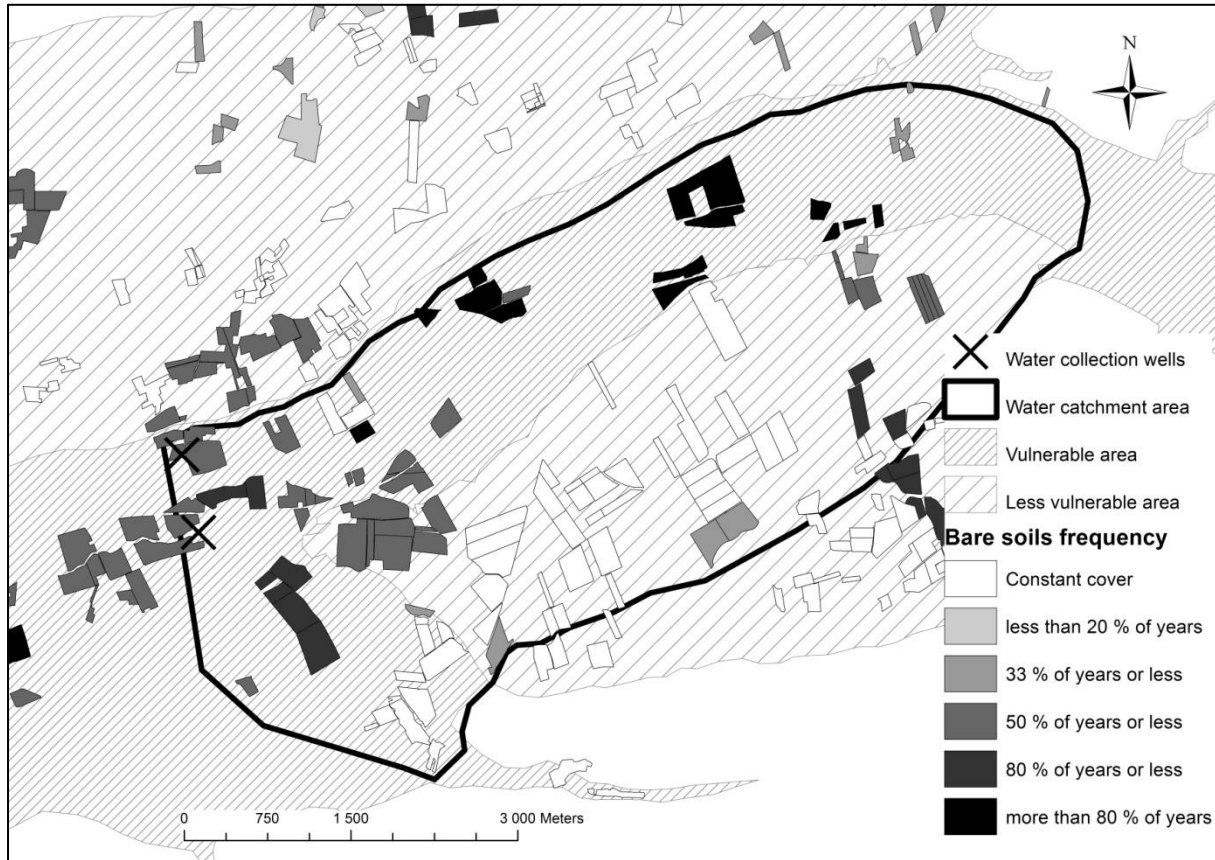 N
Water collection wells
Water catchment area
Vulnerable area
Less vulnerable area
Bare soils frequency
Constant cover
less than 20 % of years
33 % of years or less
50 % of years or less
80 % of years or less
more than 80 % of years
0 750 1 500 3 000 Meters